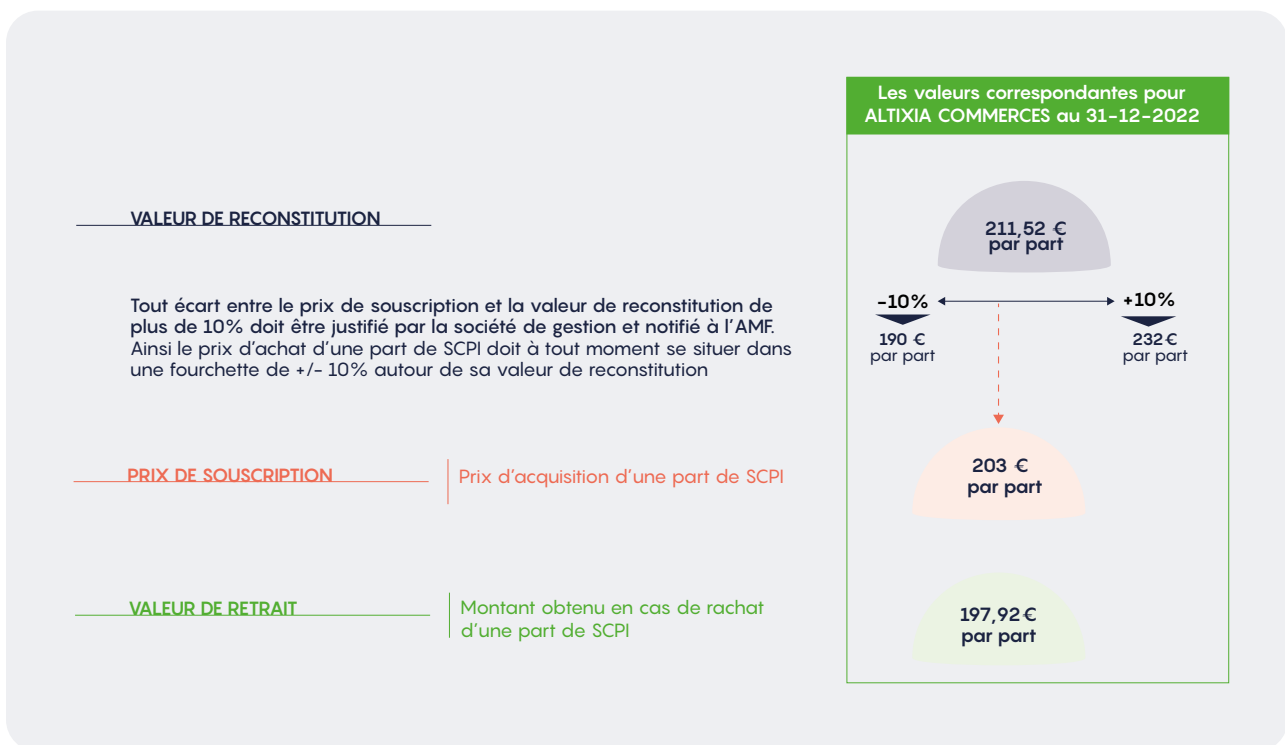 Les valeurs correspondantes pour
ALTIXIA COMMERCES au 31-12-2022
VALEUR DE RECONSTITUTION
211,52 €
par part
Tout écart entre le prix de souscription et la valeur de reconstitution de
plus de 10% doit être justifié par la société de gestion et notifié à l'AMF.
Ainsi le prix d'achat d'une part de SCPI doit à tout moment se situer dans
une fourchette de +/- 10% autour de sa valeur de reconstitution
-10%
+10%
190 €
par part
232€
par part
PRIX DE SOUSCRIPTION
Prix d'acquisition d'une part de SCPI
203 €
par part
VALEUR DE RETRAIT
Montant obtenu en cas de rachat
d'une part de SCPI
197,92€
par part